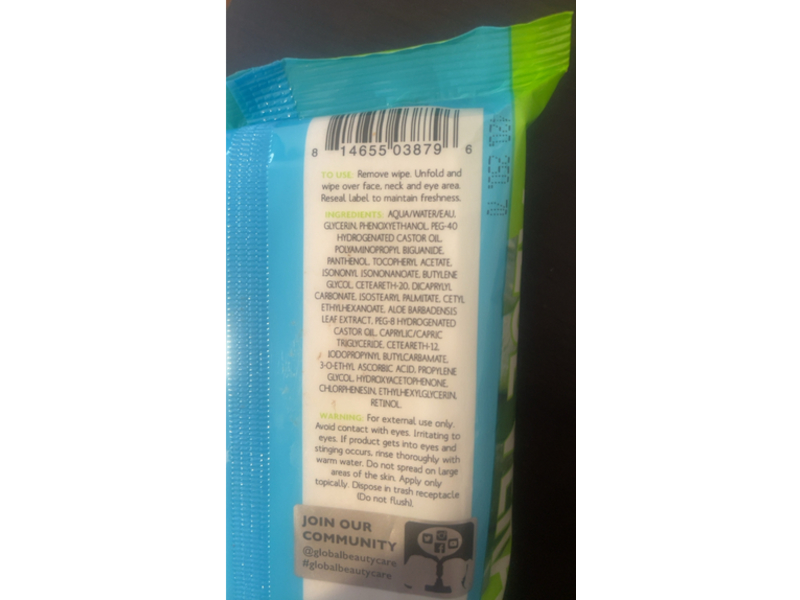 8 14655 03879 6
TO USE: Remove wipe. Unfold and
wipe over face, neck and eye area.
Reseal label to maintain freshness.
INGREDIENTS: AQUA/WATER/EAU,
GLYCERIN, PHENOXYETHANOL, PEG-40
HYDROGENATED CASTOR OIL,
POLYAMINOPROPYL BIGUANIDE,
PANTHENOL, TOCOPHERYL ACETATE,
ISONONYL ISONONANOATE, BUTYLENE
GLYCOL, CETEARETH-20, DICAPRYLYL
CARBONATE, ISOSTEARYL PALMITATE, CETYL
ETHYLHEXANOATE, ALOE BARBADENSIS
LEAF EXTRACT, PEG-8 HYDROGENATED
CASTOR OIL, CAPRYLIC/CAPRIC
TRIGLYCERIDE, CETEARETH-12,
IODOPROPYNYL BUTYLCARBAMATE,
3-O-ETHYL ASCORBIC ACID, PROPYLENE
GLYCOL, HYDROXYACETOPHENONE,
CHLORPHENESIN, ETHYLHEXYLGLYCERIN,
RETINOL.
WARNING: For external use only.
Avoid contact with eyes. Irritating to
eyes. If product gets into eyes and
stinging occurs, rinse thoroughly with
warm water. Do not spread on large
areas of the skin. Apply only
topically. Dispose in trash receptacle
(Do not flush).
JOIN OUR
COMMUNITY
@globalbeautycare
#globalbeautycare